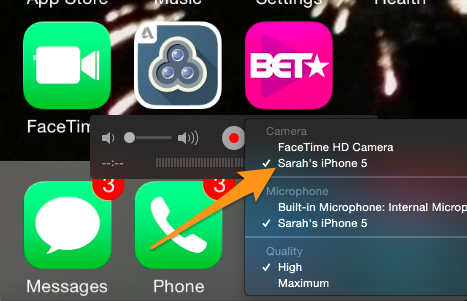 App Store
Music
Settings
Health
BET
FaceTim
A
--:--
Camera
FaceTime HD Camera
✓ Sarah's iPhone 5
Microphone
Built-in Microphone: Internal Microp
✓ Sarah's iPhone 5
Quality
✓ High
Maximum
3
3
Messages
Phone